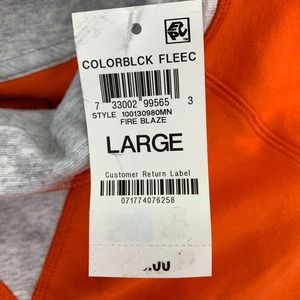 COLORBLCK FLEEC
7 33002 99565 3
STYLE 100130980MN
FIRE BLAZE
LARGE
Customer Return Label
071774076258